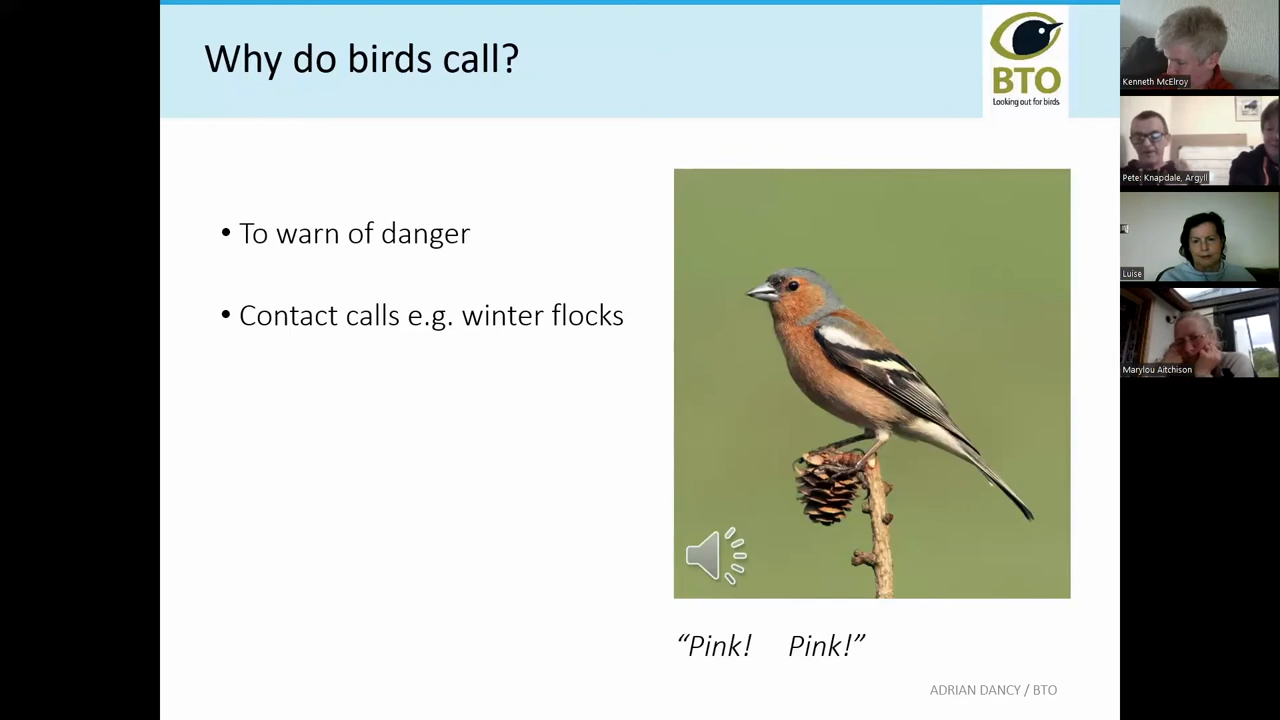 Why do birds call?
BTO
Looking out for birds
• To warn of danger
• Contact calls e.g. winter flocks
“Pink! Pink!”
ADRIAN DANCY / BTO
Kenneth McElroy
Pete: Knapdale, Argyll
Luise
Marylou Aitchison